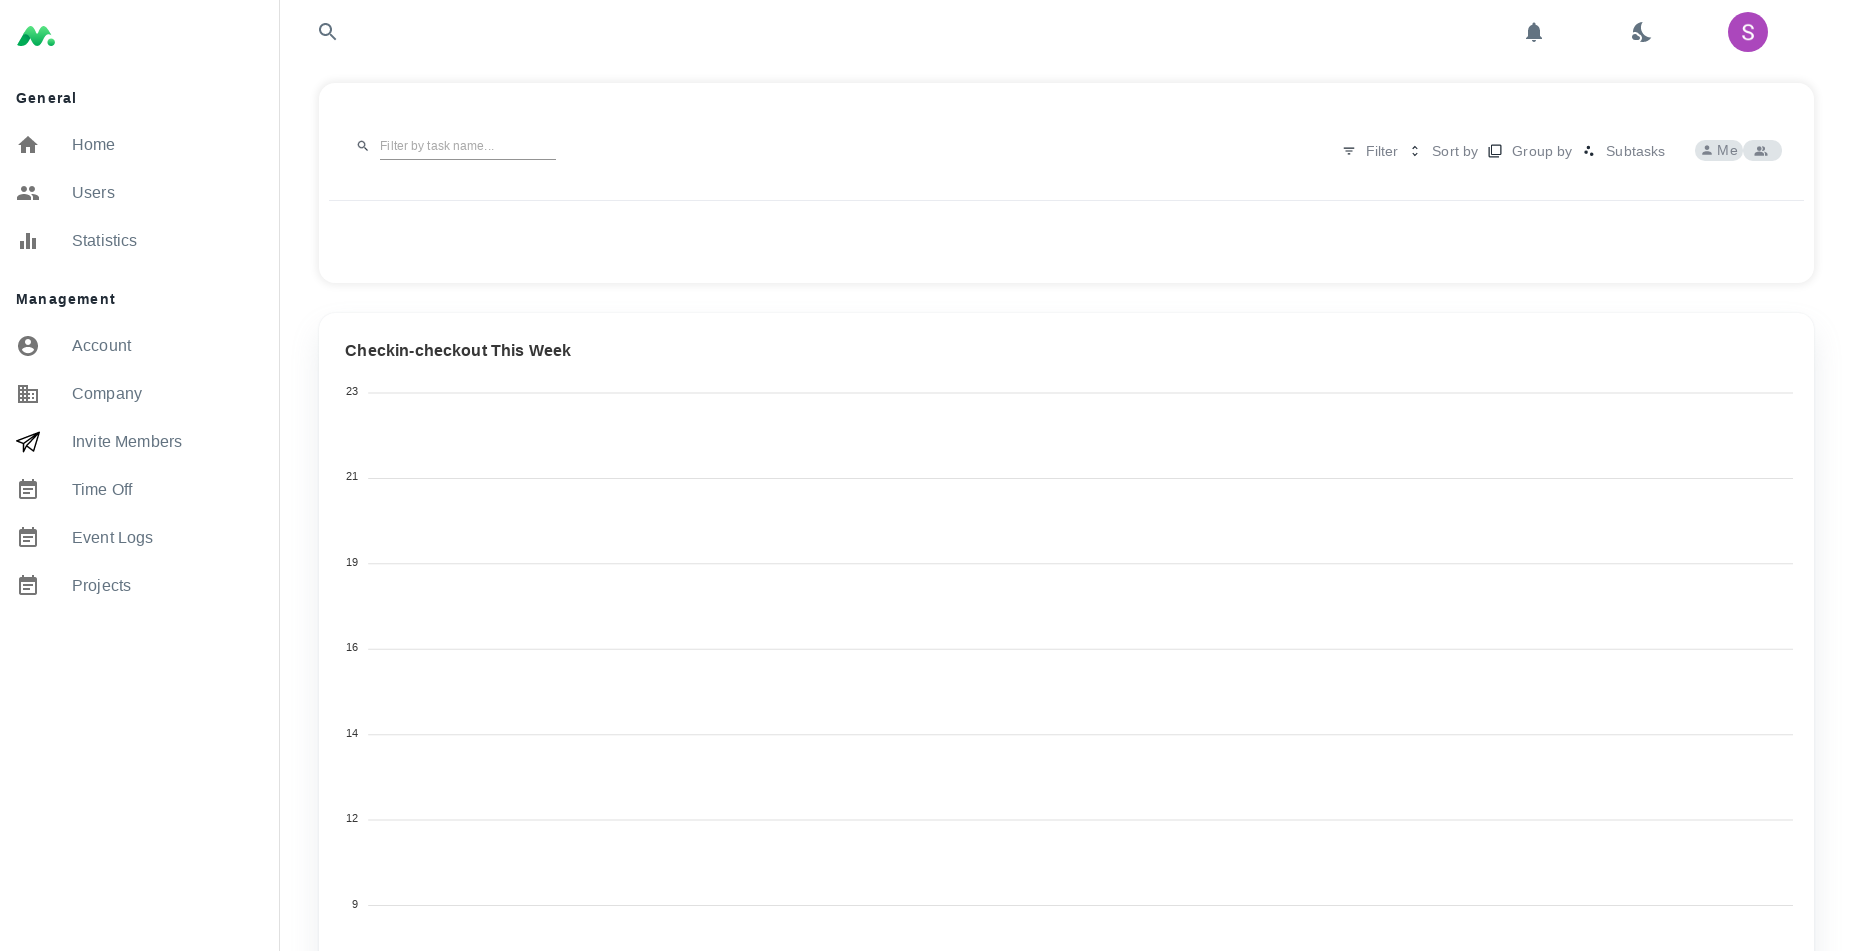 General
Home
Users
Statistics
Management
Account
Company
Invite Members
Time Off
Event Logs
Projects
S
Filter by task name...
Filter Sort by Group by Subtasks Me
Checkin-checkout This Week
23
21
19
16
14
12
9